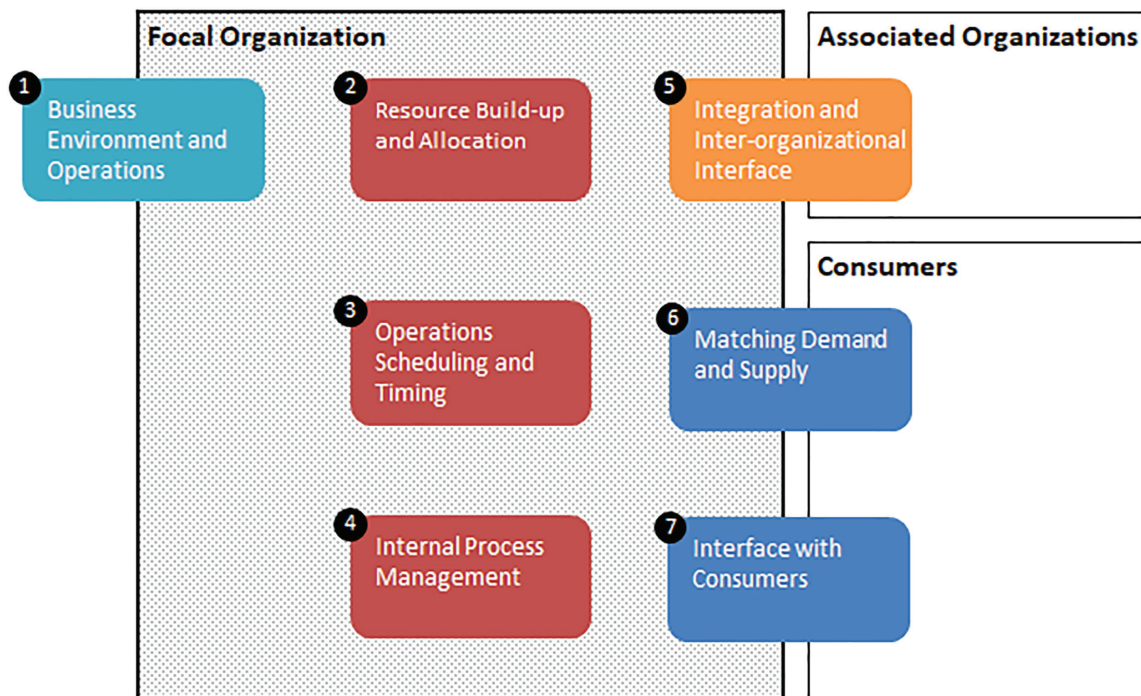 Focal Organization
Associated Organizations
1
Business
Environment and
Operations
2
Resource Build-up
and Allocation
5
Integration and
Inter-organizational
Interface
Consumers
3
Operations
Scheduling and
Timing
6
Matching Demand
and Supply
4
Internal Process
Management
7
Interface with
Consumers